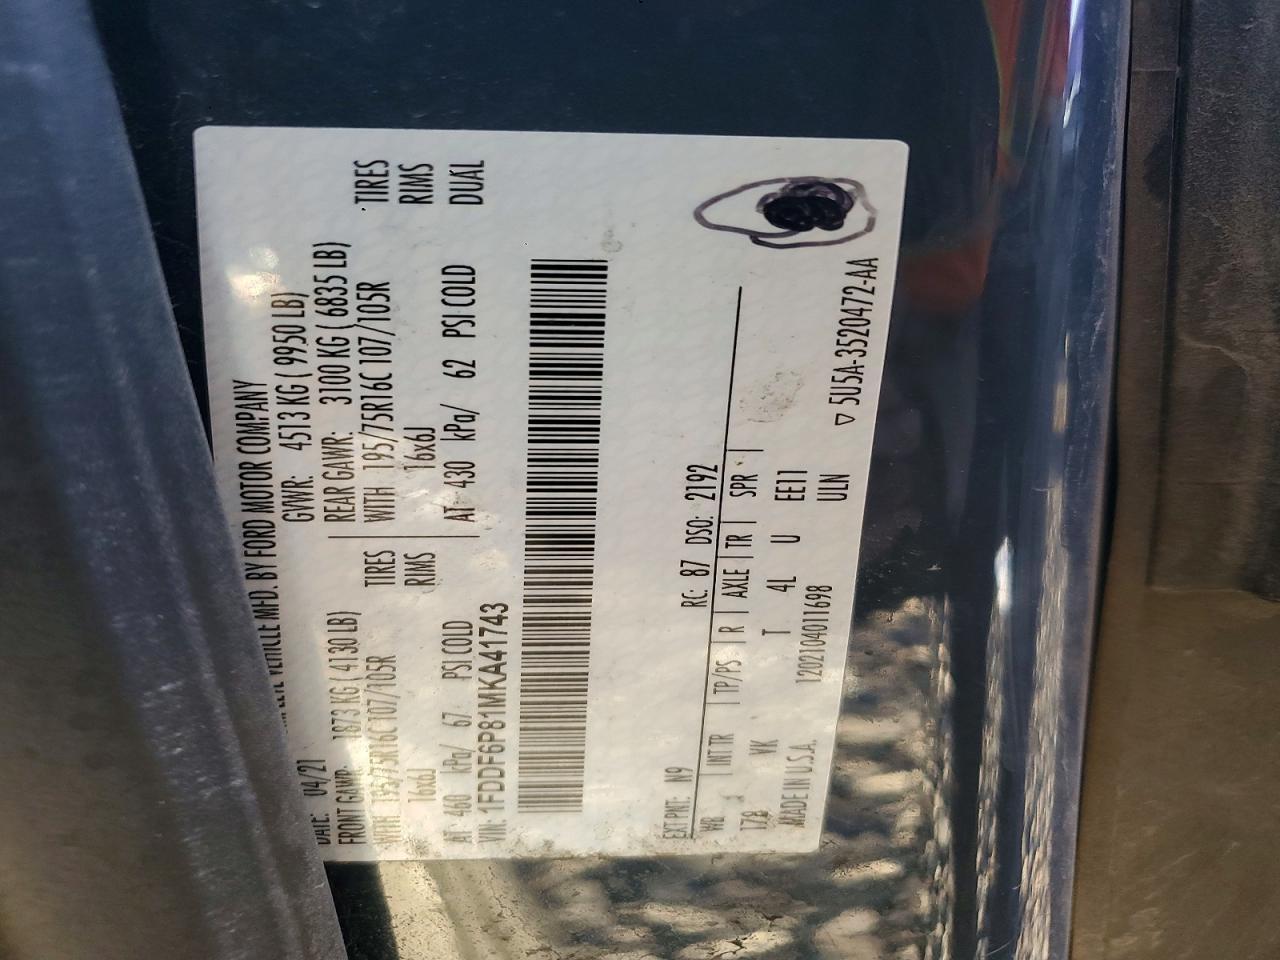 VEHICLE MFD. BY FORD MOTOR COMPANY
DATE: 04/21 GVWR: 4513 KG ( 9950 LB)
FRONT GAWR: 1873 KG ( 4130 LB) REAR GAWR: 3100 KG ( 6835 LB)
WITH 195/75R16C 107/105R TIRES WITH 195/75R16C 107/105R TIRES
16x6J RIMS 16x6J RIMS
AT 460 kPa/ 67 PSI COLD AT 430 kPa/ 62 PSI COLD DUAL
VIN: 1FDDF6P81MKA41743
EXT PNT: N9 RC: 87 DSO: 2192
WB INT TR TP/PS R AXLE TR SPR
VK T 4L U EE11
ULN
MADE IN U.S.A. 1202104011698
▽ 5U5A-3520472-AA